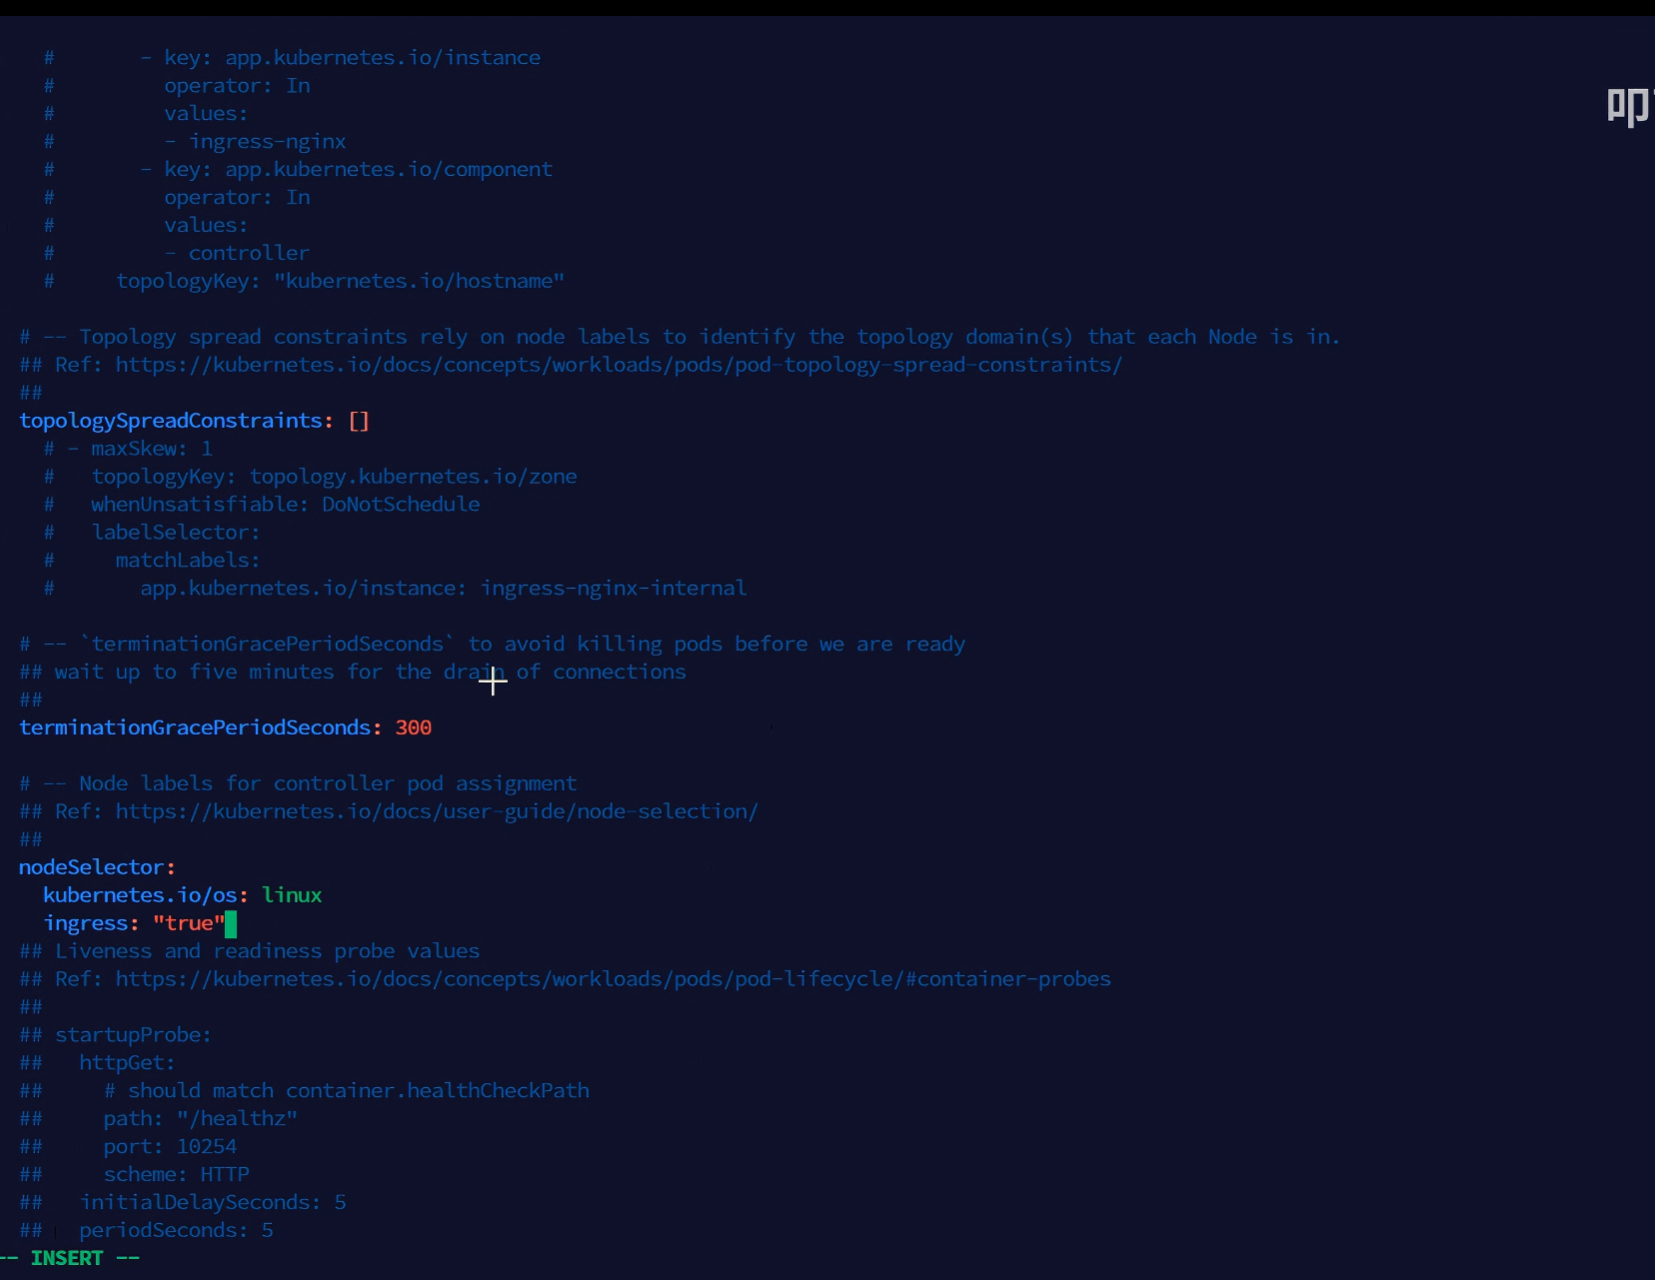 #       - key: app.kubernetes.io/instance
#         operator: In
#         values:
#         - ingress-nginx
#       - key: app.kubernetes.io/component
#         operator: In
#         values:
#         - controller
#     topologyKey: "kubernetes.io/hostname"
# -- Topology spread constraints rely on node labels to identify the topology domain(s) that each Node is in.
## Ref: https://kubernetes.io/docs/concepts/workloads/pods/pod-topology-spread-constraints/
##
topologySpreadConstraints: []
# - maxSkew: 1
#   topologyKey: topology.kubernetes.io/zone
#   whenUnsatisfiable: DoNotSchedule
#   labelSelector:
#     matchLabels:
#       app.kubernetes.io/instance: ingress-nginx-internal
# -- `terminationGracePeriodSeconds` to avoid killing pods before we are ready
## wait up to five minutes for the drain of connections
##
terminationGracePeriodSeconds: 300
# -- Node labels for controller pod assignment
## Ref: https://kubernetes.io/docs/user-guide/node-selection/
##
nodeSelector:
  kubernetes.io/os: linux
  ingress: "true"
## Liveness and readiness probe values
## Ref: https://kubernetes.io/docs/concepts/workloads/pods/pod-lifecycle/#container-probes
##
## startupProbe:
##   httpGet:
##     # should match container.healthCheckPath
##     path: "/healthz"
##     port: 10254
##     scheme: HTTP
##   initialDelaySeconds: 5
##   periodSeconds: 5
-- INSERT --
叩